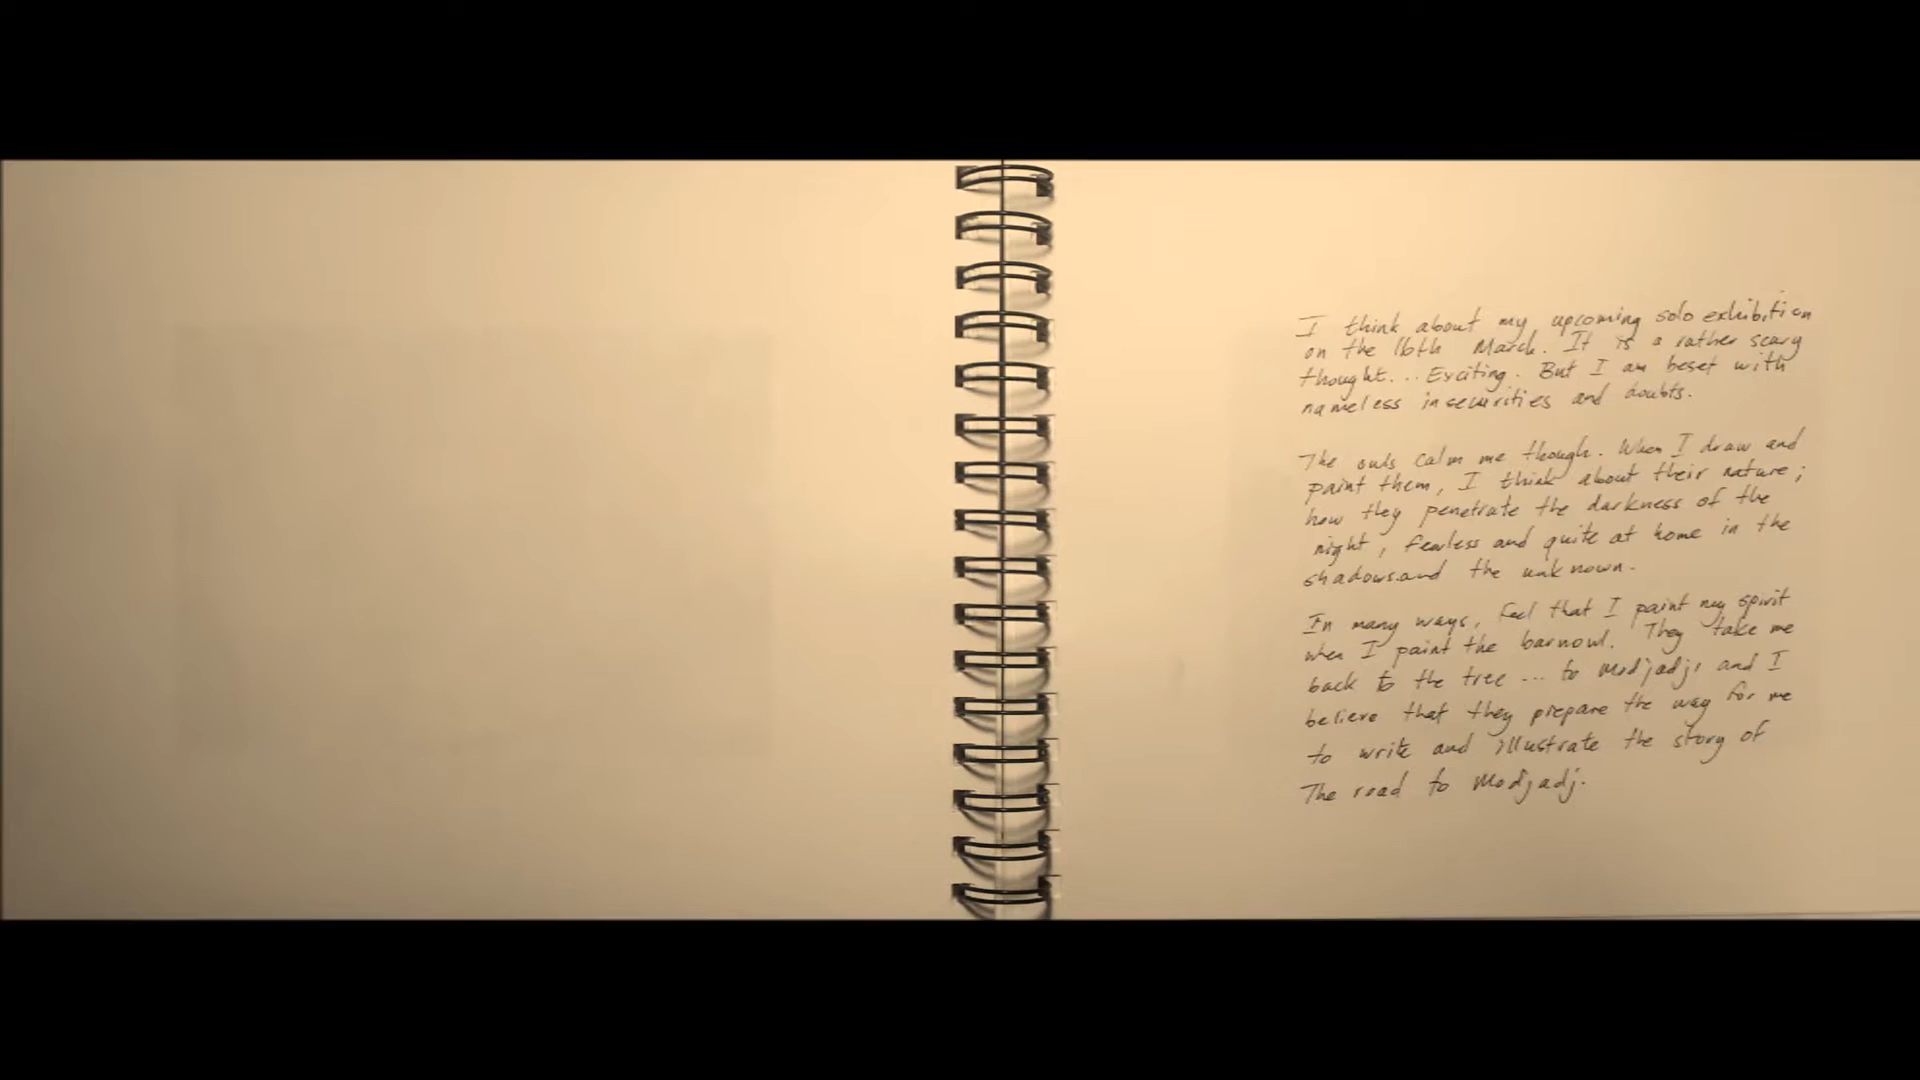 I think about my upcoming solo exhibition
on the 16th March. It is a rather scary
thought... Exciting. But I am beset with
nameless insecurities and doubts.
The owls calm me though. When I draw and
paint them, I think about their nature;
how they penetrate the darkness of the
night, fearless and quite at home in the
shadows and the unknown.
In many ways, feel that I paint my spirit
when I paint the barnowl. They take me
back to the tree ... to Modjadji and I
believe that they prepare the way for me
to write and illustrate the story of
The road to Modjadji.